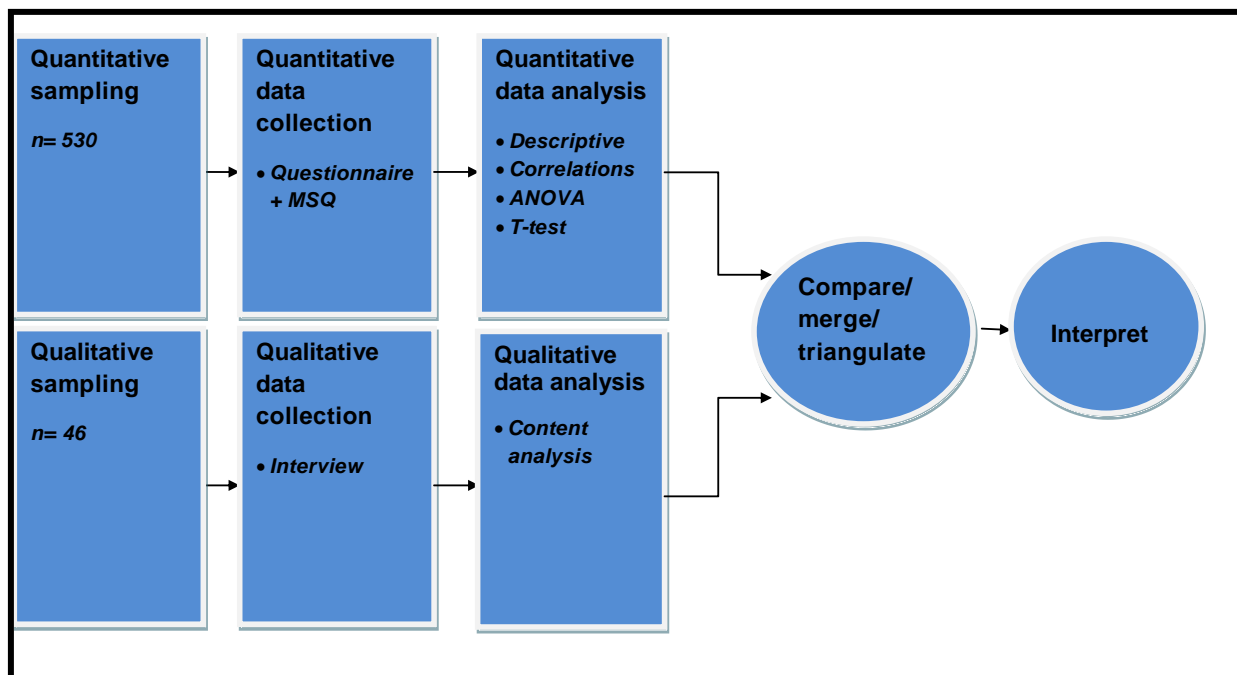 Quantitative
sampling
n= 530
Quantitative
data
collection
• Questionnaire
+ MSQ
Quantitative
data analysis
• Descriptive
• Correlations
• ANOVA
• T-test
Qualitative
sampling
n= 46
Qualitative
data
collection
• Interview
Qualitative
data analysis
• Content
analysis
Compare/
merge/
triangulate
Interpret